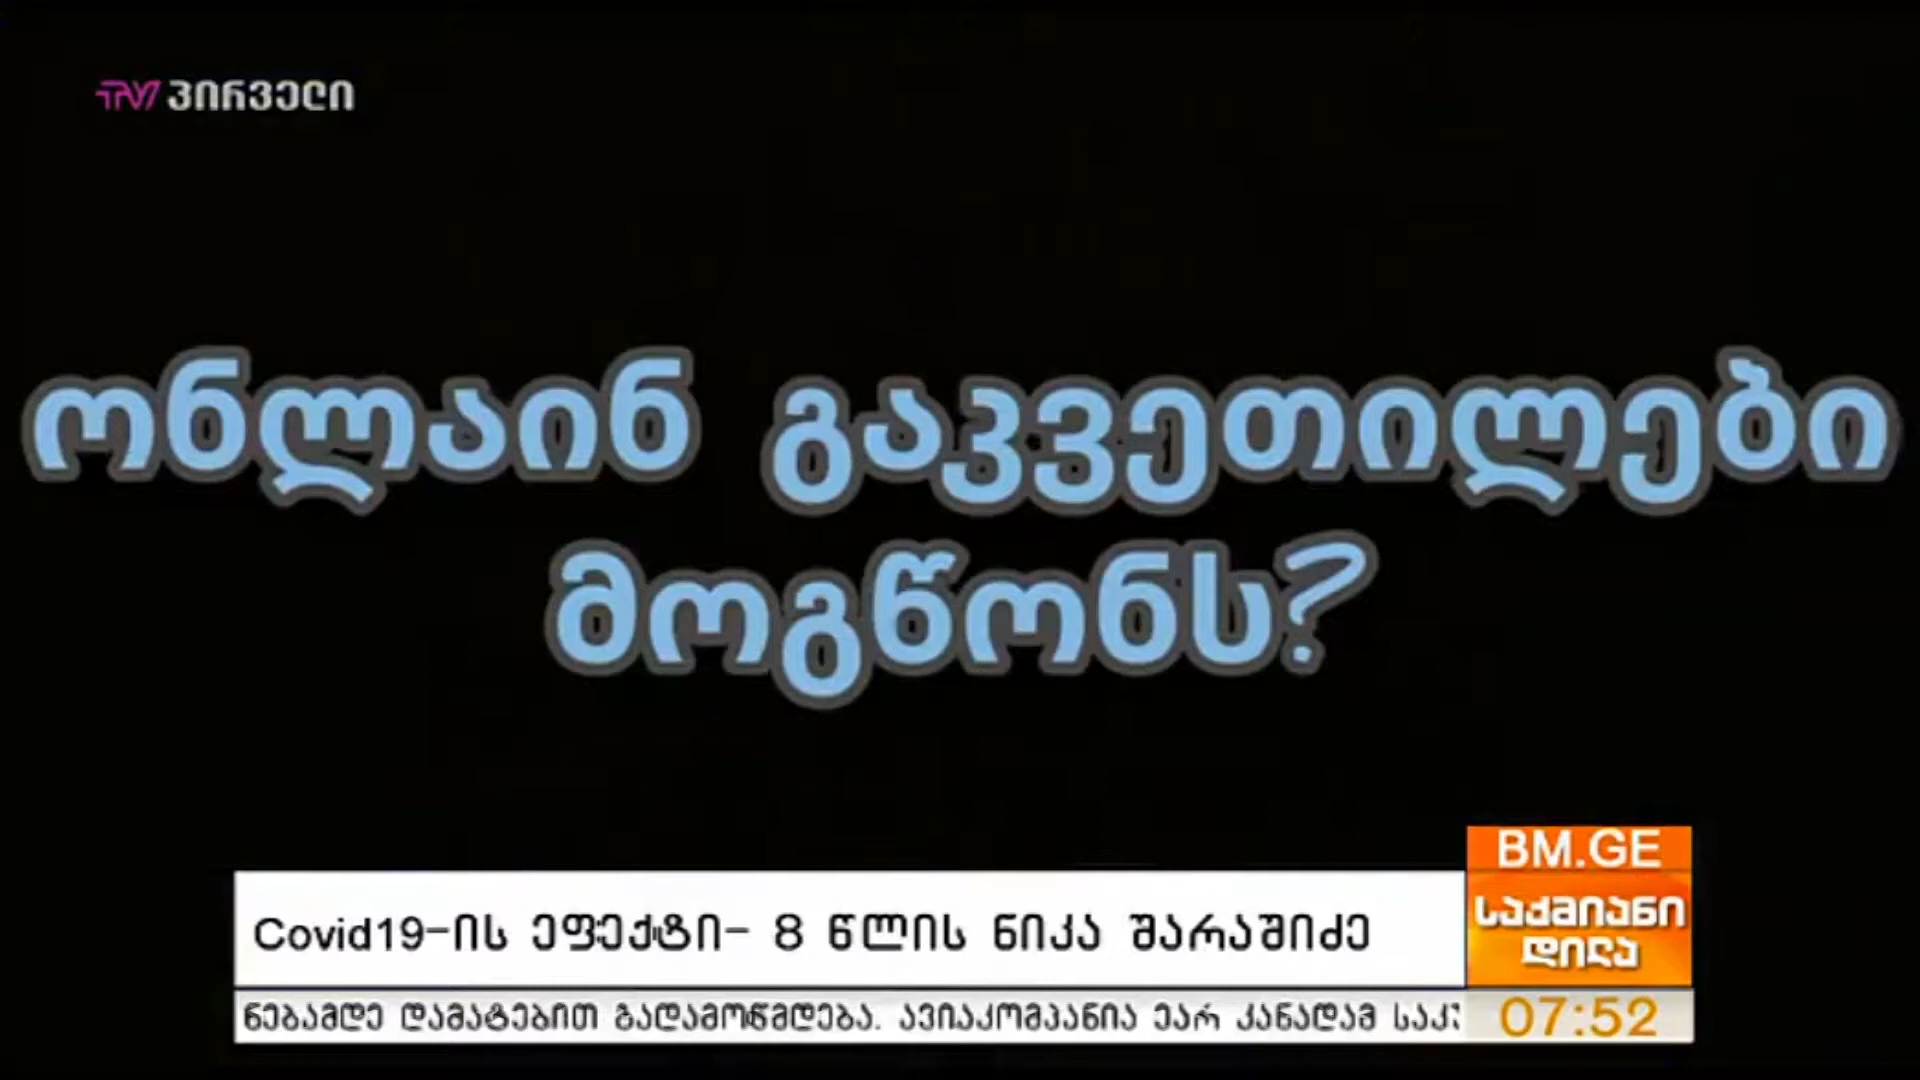 TV ᲞᲘᲠᲕᲔᲚᲘ
ონლაინ გაკვეთილები
მოგწონს?
BM.GE
ᲡᲐᲥᲛᲘᲐᲜᲘ
ᲓᲘᲚᲐ
Covid19-ᲘᲡ ᲔᲤᲔᲥᲢᲘ- 8 ᲬᲚᲘᲡ ᲜᲘᲙᲐ ᲨᲐᲠᲐᲨᲘᲫᲔ
ᲓᲐᲛᲐᲢᲔᲑᲘᲗ ᲒᲐᲓᲐᲛᲝᲬᲛᲓᲔᲑᲐ. ᲐᲕᲘᲐᲙᲝᲛᲞᲐᲜᲘᲐ ᲔᲐᲠ ᲙᲐᲜᲐᲓᲐᲛ
07:52